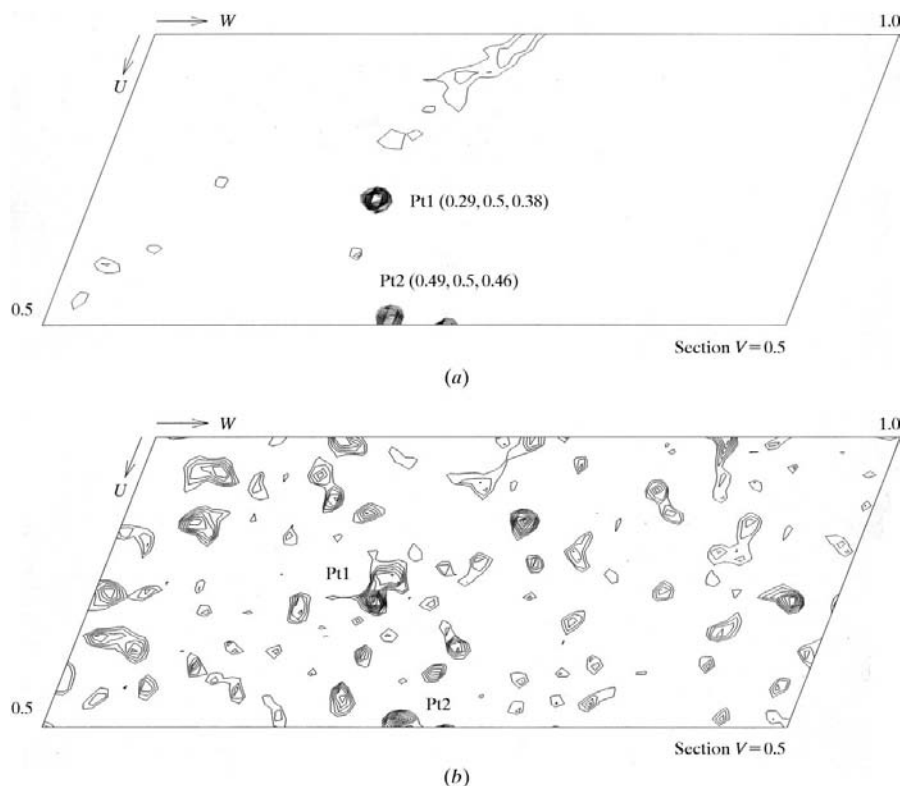 W
1.0
U
Pt1 (0.29, 0.5, 0.38)
Pt2 (0.49, 0.5, 0.46)
0.5
Section V = 0.5
(a)
W
1.0
U
Pt1
Pt2
0.5
Section V = 0.5
(b)